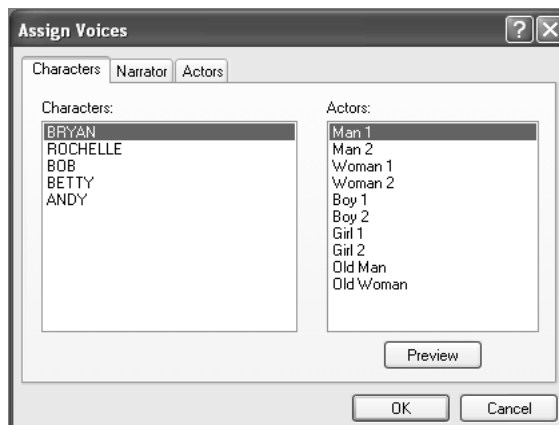 Assign Voices
Characters Narrator Actors
Characters:
BRYAN
ROCHELLE
BOB
BETTY
ANDY
Actors:
Man 1
Man 2
Woman 1
Woman 2
Boy 1
Boy 2
Girl 1
Girl 2
Old Man
Old Woman
Preview
OK Cancel